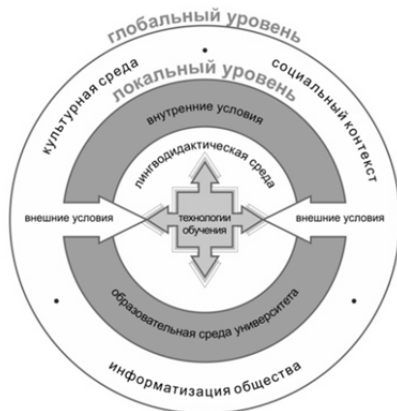 глобальный уровень
культурная среда
социальный контекст
локальный уровень
внутренние условия
лингводидактическая среда
внешние условия
технологии
обучения
внешние условия
образовательная среда университета
информатизация общества